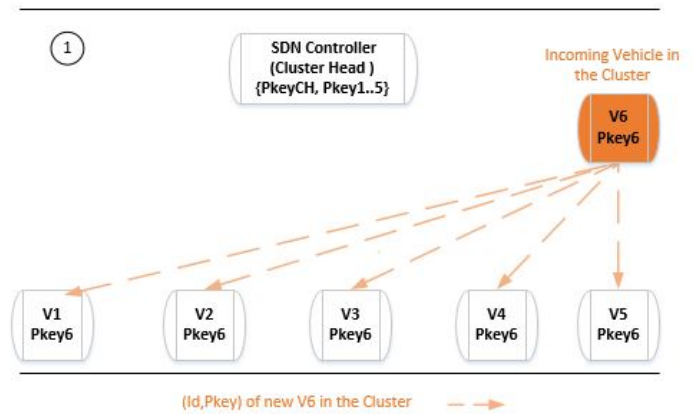 1
SDN Controller
(Cluster Head )
{PkeyCH, Pkey1..5}
Incoming Vehicle in
the Cluster
V6
Pkey6
V1
Pkey6
V2
Pkey6
V3
Pkey6
V4
Pkey6
V5
Pkey6
(Id,Pkey) of new V6 in the Cluster